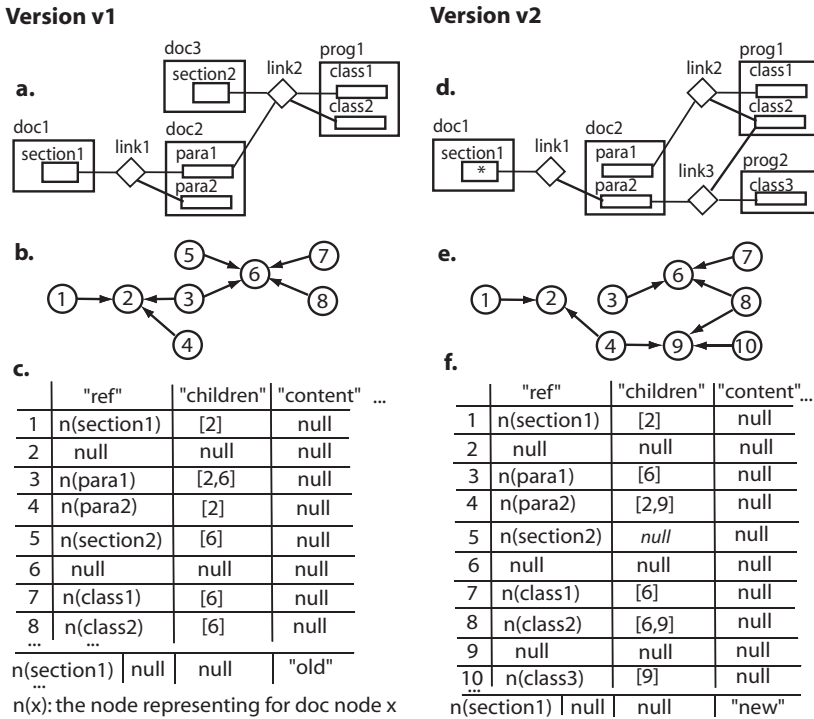 Version v1
a.
doc3
section2
link2
prog1
class1
class2
doc1
section1
link1
doc2
para1
para2
b.
5
7
6
1
2
3
8
4
c.
"ref" "children" "content" ...
1 n(section1) [2] null
2 null null null
3 n(para1) [2,6] null
4 n(para2) [2] null
5 n(section2) [6] null
6 null null null
7 n(class1) [6] null
8 n(class2) [6] null
... ...
n(section1) null null "old"
...
n(x): the node representing for doc node x
Version v2
d.
prog1
link2
class1
class2
doc1
section1
*
link1
doc2
para1
para2
link3
prog2
class3
e.
7
6
1
2
3
8
4
9
10
f.
"ref" "children" "content"...
1 n(section1) [2] null
2 null null null
3 n(para1) [6] null
4 n(para2) [2,9] null
5 n(section2) null null
6 null null null
7 n(class1) [6] null
8 n(class2) [6,9] null
9 null null null
10 n(class3) [9] null
...
n(section1) null null "new"